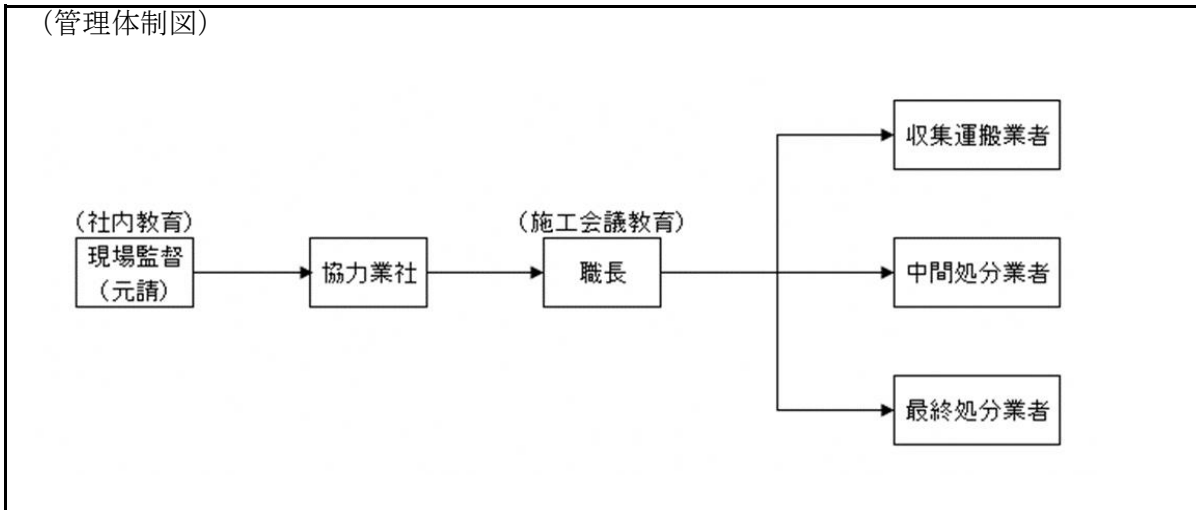 (管理体制図)
収集運搬業者
(社内教育)
現場監督
(元請)
協力業社
(施工会議教育)
職長
中間処分業者
最終処分業者